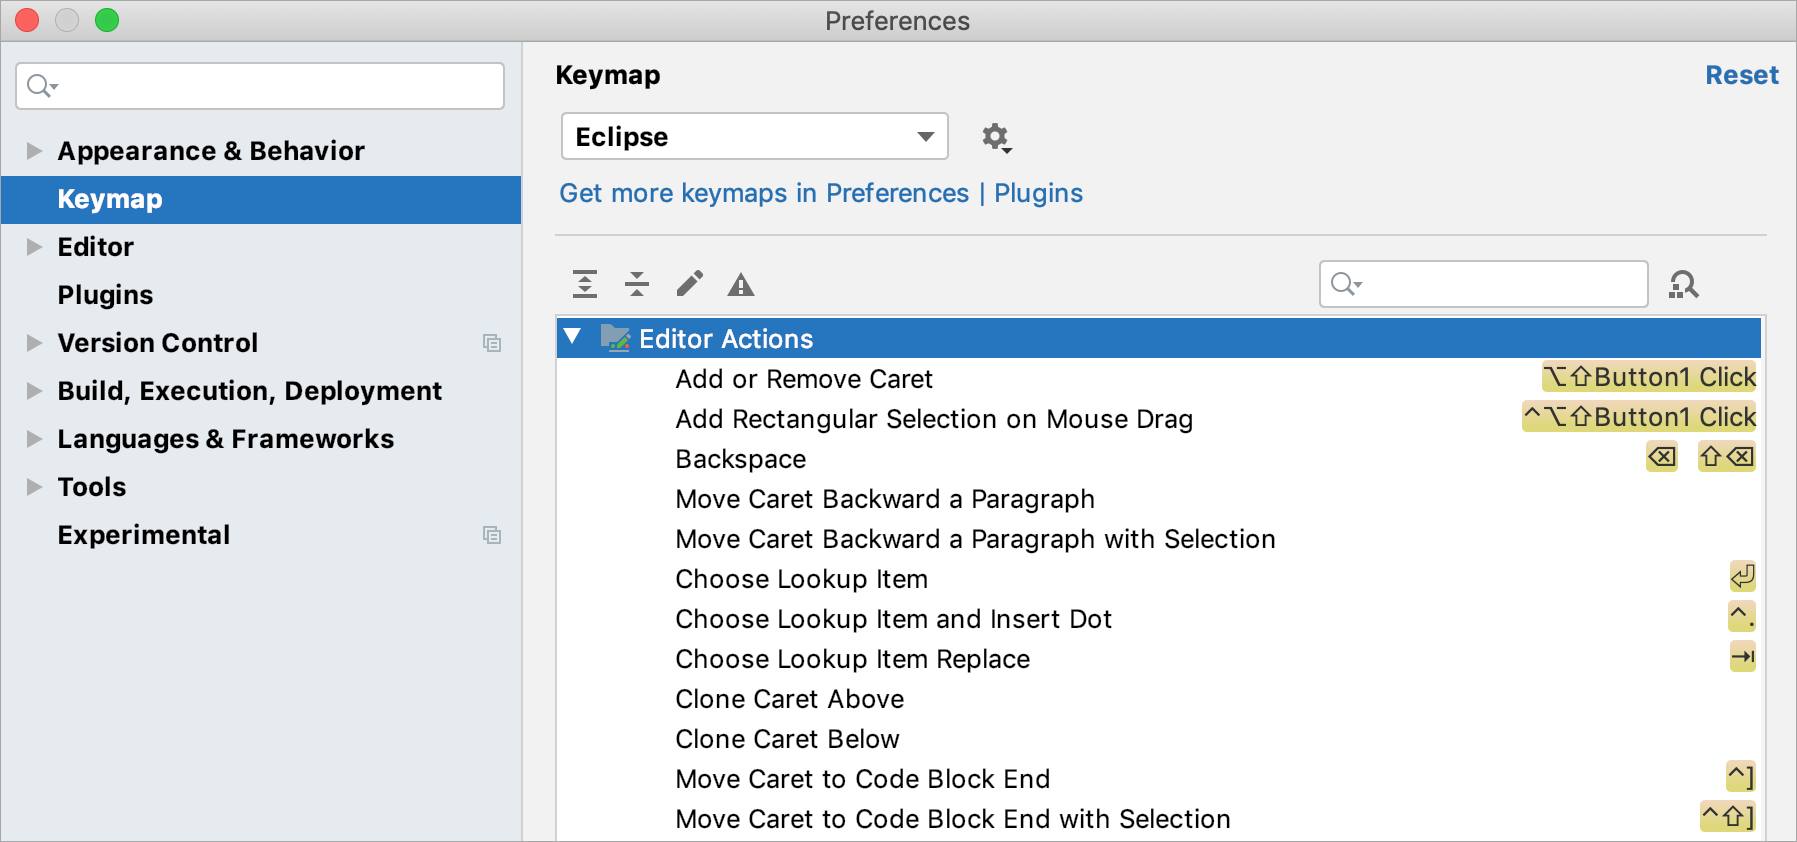 Preferences
Appearance & Behavior
Keymap
Editor
Plugins
Version Control
Build, Execution, Deployment
Languages & Frameworks
Tools
Experimental
Keymap
Reset
Eclipse
Get more keymaps in Preferences | Plugins
Editor Actions
Add or Remove Caret ⌥⇧Button1 Click
Add Rectangular Selection on Mouse Drag ^⌥⇧Button1 Click
Backspace ⌫ ⇧⌫
Move Caret Backward a Paragraph
Move Caret Backward a Paragraph with Selection
Choose Lookup Item ⏎
Choose Lookup Item and Insert Dot ^.
Choose Lookup Item Replace ⇥
Clone Caret Above
Clone Caret Below
Move Caret to Code Block End ^]
Move Caret to Code Block End with Selection ^⇧]